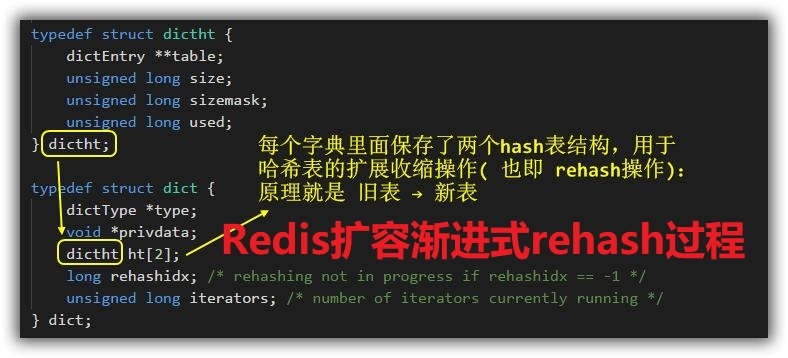 typedef struct dictht {
dictEntry **table;
unsigned long size;
unsigned long sizemask;
unsigned long used;
} dictht;
每个字典里面保存了两个hash表结构，用于
哈希表的扩展收缩操作( 也即 rehash操作)：
原理就是 旧表 → 新表
typedef struct dict {
dictType *type;
void *privdata;
dictht ht[2];
Redis扩容渐进式rehash过程
long rehashidx; /* rehashing not in progress if rehashidx == -1 */
unsigned long iterators; /* number of iterators currently running */
} dict;